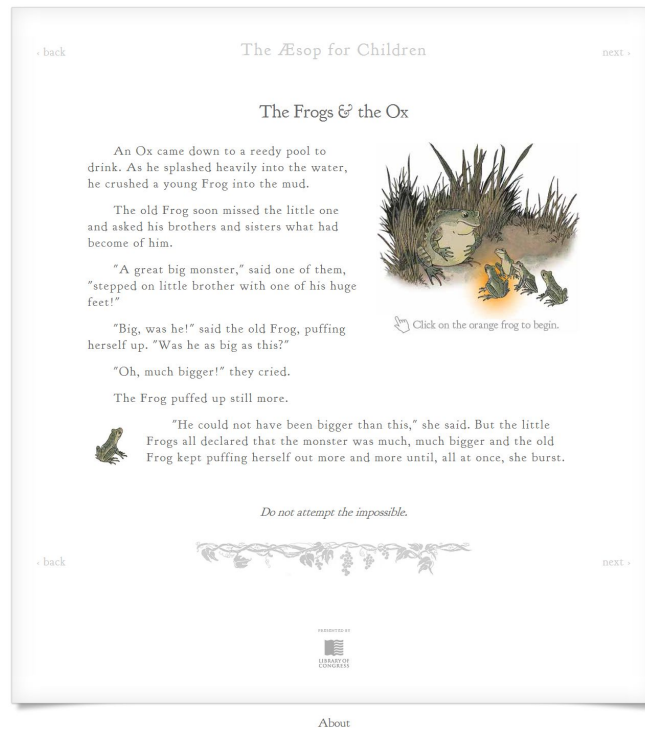 ‹ back
The Æsop for Children
next ›
The Frogs & the Ox
An Ox came down to a reedy pool to
drink. As he splashed heavily into the water,
he crushed a young Frog into the mud.
The old Frog soon missed the little one
and asked his brothers and sisters what had
become of him.
"A great big monster," said one of them,
"stepped on little brother with one of his huge
feet!"
"Big, was he!" said the old Frog, puffing
herself up. "Was he as big as this?"
"Oh, much bigger!" they cried.
The Frog puffed up still more.
"He could not have been bigger than this," she said. But the little
Frogs all declared that the monster was much, much bigger and the old
Frog kept puffing herself out more and more until, all at once, she burst.
Click on the orange frog to begin.
Do not attempt the impossible.
‹ back
next ›
PRESENTED BY
LIBRARY OF
CONGRESS
About